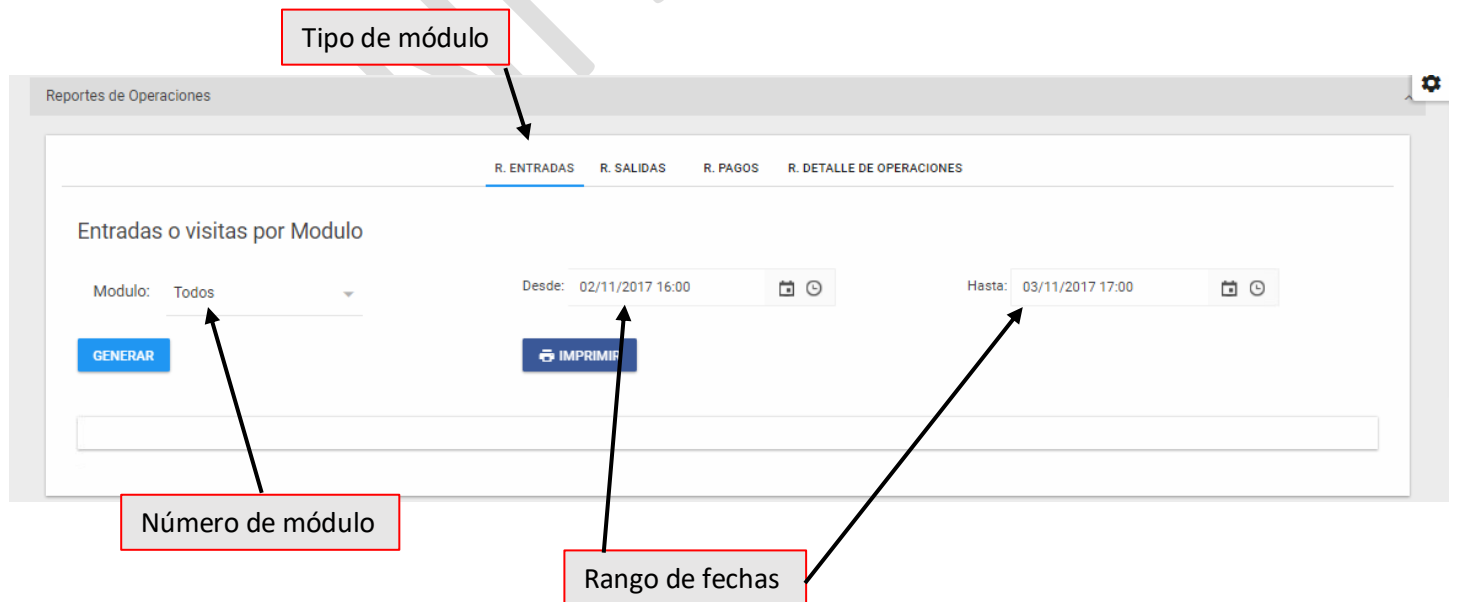 Tipo de módulo
Reportes de Operaciones
R. ENTRADAS R. SALIDAS R. PAGOS R. DETALLE DE OPERACIONES
Entradas o visitas por Modulo
Modulo: Todos Desde: 02/11/2017 16:00 Hasta: 03/11/2017 17:00
GENERAR IMPRIMIR
Número de módulo
Rango de fechas